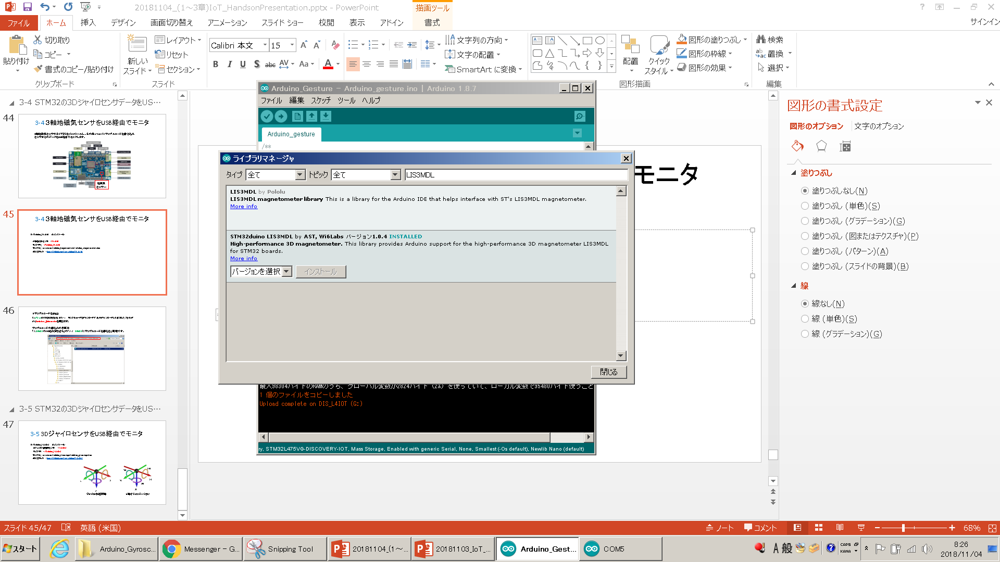 20181104_(1～3章)IoT_HandsonPresentation.pptx - PowerPoint
描画ツール
サインイン
ファイル ホーム 挿入 デザイン 画面切り替え アニメーション スライド ショー 校閲 表示 アドイン 書式
貼り付け
切り取り
コピー
書式のコピー/貼り付け
クリップボード
新しい
スライド
レイアウト
リセット
セクション
スライド
Calibri 本文 15
文字列の方向
文字の配置
SmartArt に変換
配置
クイック
スタイル
図形の塗りつぶし
図形の枠線
図形の効果
図形描画
検索
置換
選択
編集
3-4 STM32の3DジャイロセンサデータをUS…
44
3-4 3軸地磁気センサをUSB経由でモニタ
地磁気
センサー
45
3-4 3軸地磁気センサをUSB経由でモニタ
46
3-5 STM32の3DジャイロセンサデータをUS…
47
3-5 3DジャイロセンサをUSB経由でモニタ
Arduino_Gesture - Arduino_gesture.ino | Arduino 1.8.7
ファイル 編集 スケッチ ツール ヘルプ
Arduino_gesture
/**
モニタ
ライブラリマネージャ
タイプ 全て トピック 全て LIS3MDL
LIS3MDL by Pololu
LIS3MDL magnetometer library This is a library for the Arduino IDE that helps interface with ST's LIS3MDL magnetometer.
More info
STM32duino LIS3MDL by AST, Wi6Labs バージョン1.0.4 INSTALLED
High-performance 3D magnetometer. This library provides Arduino support for the high-performance 3D magnetometer LIS3MDL
for STM32 boards.
More info
バージョンを選択 インストール
閉じる
最大98304バイトのRAMのうち、グローバル変数が2824バイト（2%）を使っていて、ローカル変数で95480バイト使うこと
1 個のファイルをコピーしました
Upload complete on DIS_L4IOT (G:)
ry, STM32L475VG-DISCOVERY-IOT, Mass Storage, Enabled with generic Serial, None, Smallest (-Os default), Newlib Nano (default)
図形の書式設定
図形のオプション 文字のオプション
塗りつぶし
塗りつぶしなし(N)
塗りつぶし (単色)(S)
塗りつぶし (グラデーション)(G)
塗りつぶし (図またはテクスチャ)(P)
塗りつぶし (パターン)(A)
塗りつぶし (スライドの背景)(B)
線
線なし(N)
線 (単色)(S)
線 (グラデーション)(G)
スライド 45/47 英語 (米国) ノート コメント 68%
スタート Arduino_Gyrosc... Messenger - G... Snipping Tool 20181104_(1～... 20181103_IoT_... Arduino_Gest... COM5
A 般 CAPS KANA
8:26
2018/11/04